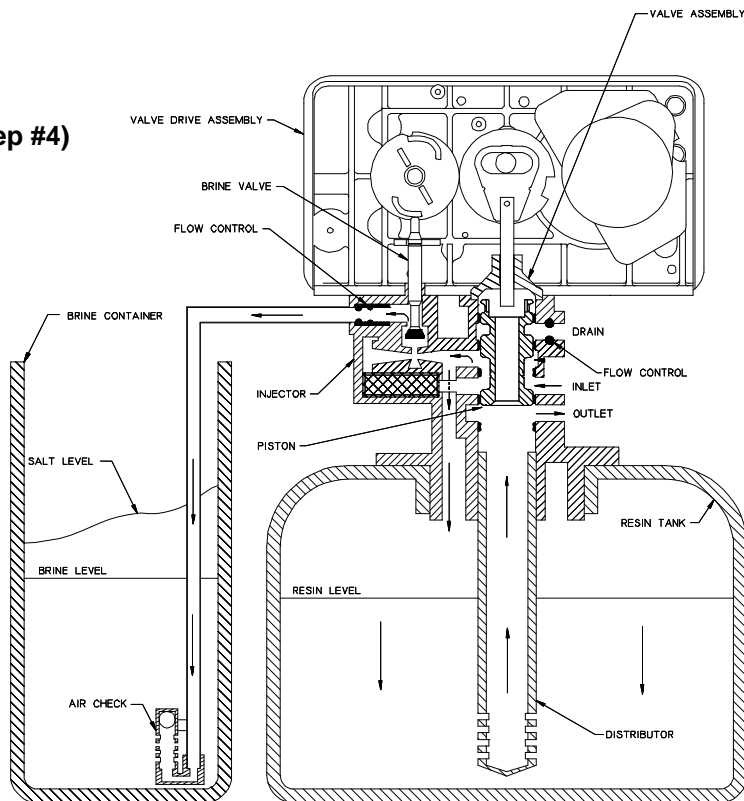 VALVE ASSEMBLY
ep #4)
VALVE DRIVE ASSEMBLY
BRINE VALVE
FLOW CONTROL
BRINE CONTAINER
DRAIN
FLOW CONTROL
INJECTOR
INLET
OUTLET
PISTON
SALT LEVEL
RESIN TANK
BRINE LEVEL
RESIN LEVEL
AIR CHECK
DISTRIBUTOR